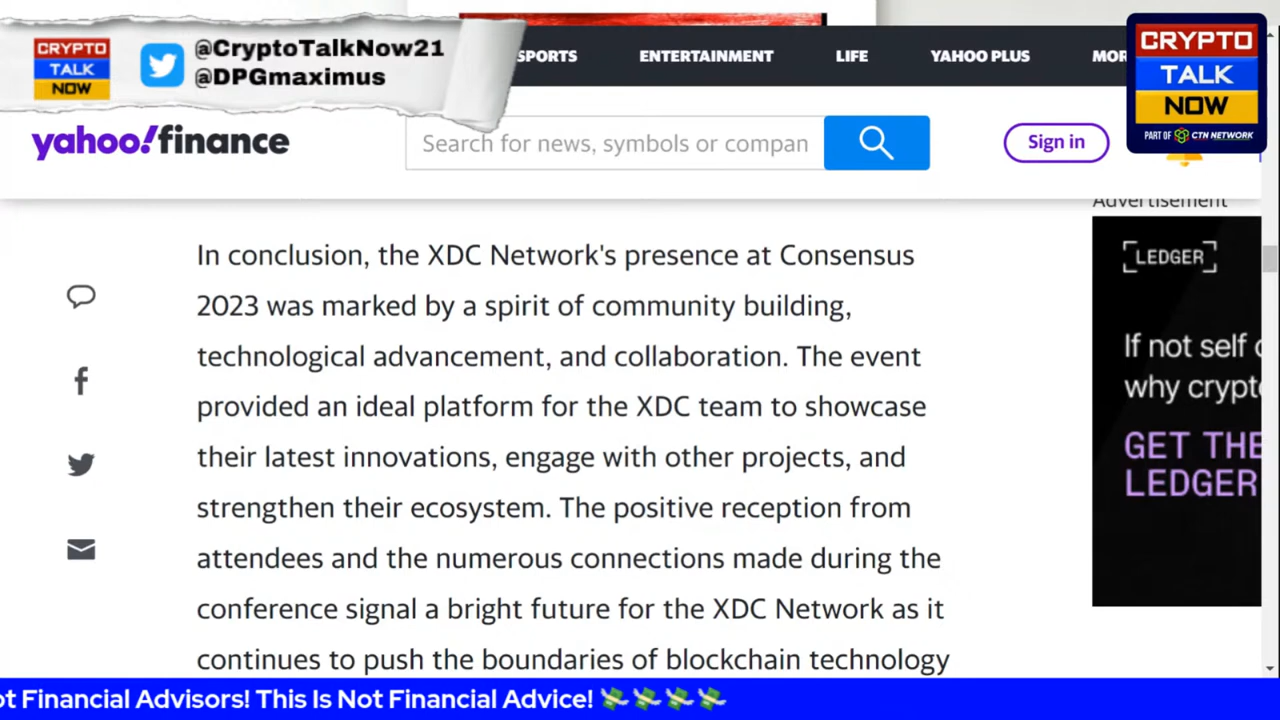 CRYPTO
TALK
NOW
@CryptoTalkNow21
@DPGmaximus
SPORTS
ENTERTAINMENT
LIFE
YAHOO PLUS
MOR
CRYPTO
TALK
NOW
PART OF CTN NETWORK
yahoo!finance
Search for news, symbols or compan
Sign in
Advertisement
In conclusion, the XDC Network's presence at Consensus
2023 was marked by a spirit of community building,
technological advancement, and collaboration. The event
provided an ideal platform for the XDC team to showcase
their latest innovations, engage with other projects, and
strengthen their ecosystem. The positive reception from
attendees and the numerous connections made during the
conference signal a bright future for the XDC Network as it
continues to push the boundaries of blockchain technology
LEDGER
If not self c
why crypto
GET THE
LEDGER
ot Financial Advisors! This Is Not Financial Advice! 💸💸💸💸